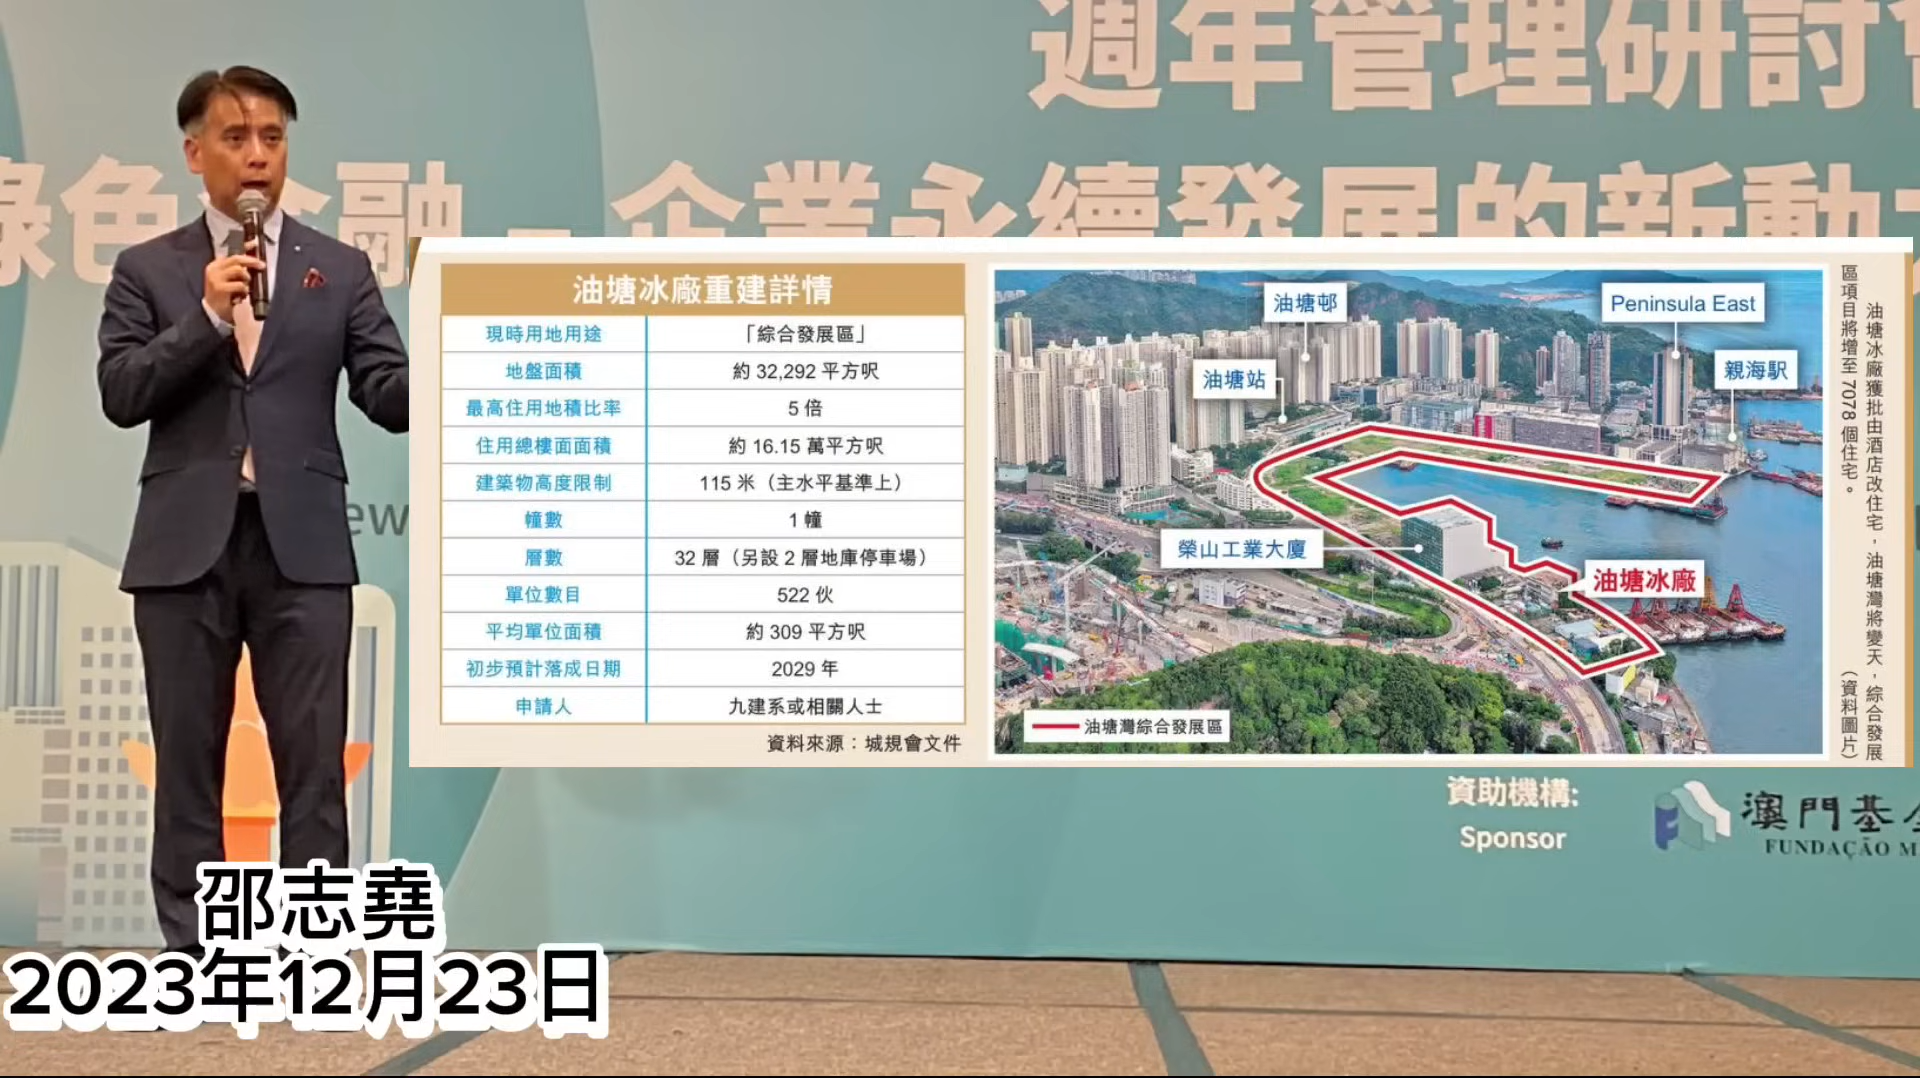 週年管理研討會
綠色金融 - 企業永續發展的新動力
ew
油塘冰廠重建詳情
現時用地用途 「綜合發展區」
地盤面積 約 32,292 平方呎
最高住用地積比率 5 倍
住用總樓面面積 約 16.15 萬平方呎
建築物高度限制 115 米（主水平基準上）
幢數 1 幢
層數 32 層（另設 2 層地庫停車場）
單位數目 522 伙
平均單位面積 約 309 平方呎
初步預計落成日期 2029 年
申請人 九建系或相關人士
資料來源：城規會文件
油塘邨
Peninsula East
油塘站
親海駅
榮山工業大廈
油塘冰廠
油塘灣綜合發展區
油塘冰廠獲批由酒店改住宅，油塘灣將變天，綜合發展
區項目將增至 7078 個住宅。（資料圖片）
資助機構:
Sponsor
澳門基金
FUNDAÇÃO M
邵志堯
2023年12月23日